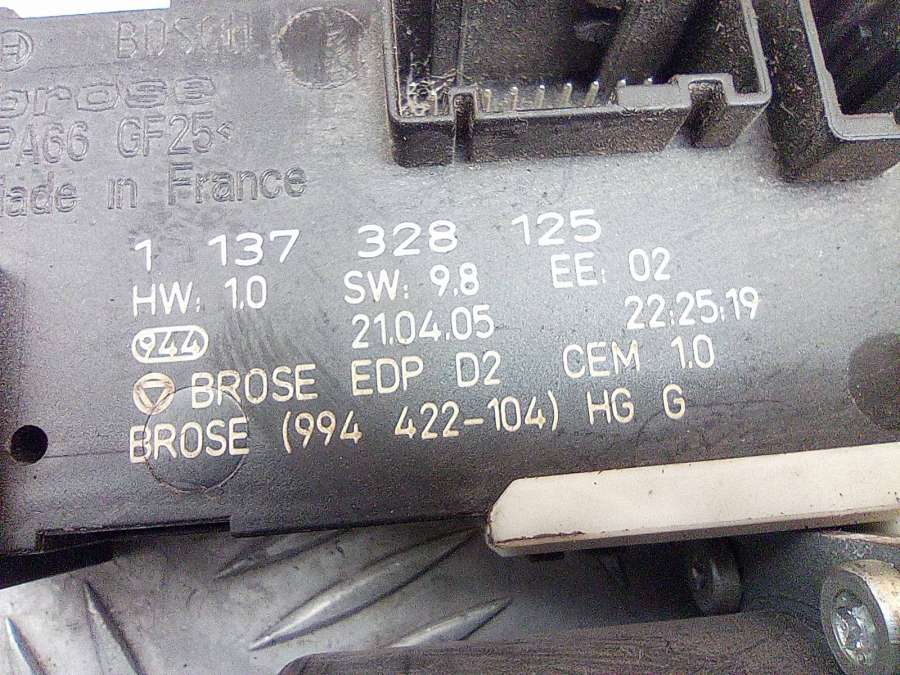 BOSCH
brose
PA66 GF25<
Made in France
1 137 328 125
HW: 1.0 SW: 9.8 EE: 02
944 21.04.05 22:25:19
BROSE EDP D2 CEM 1.0
BROSE (994 422-104) HG G